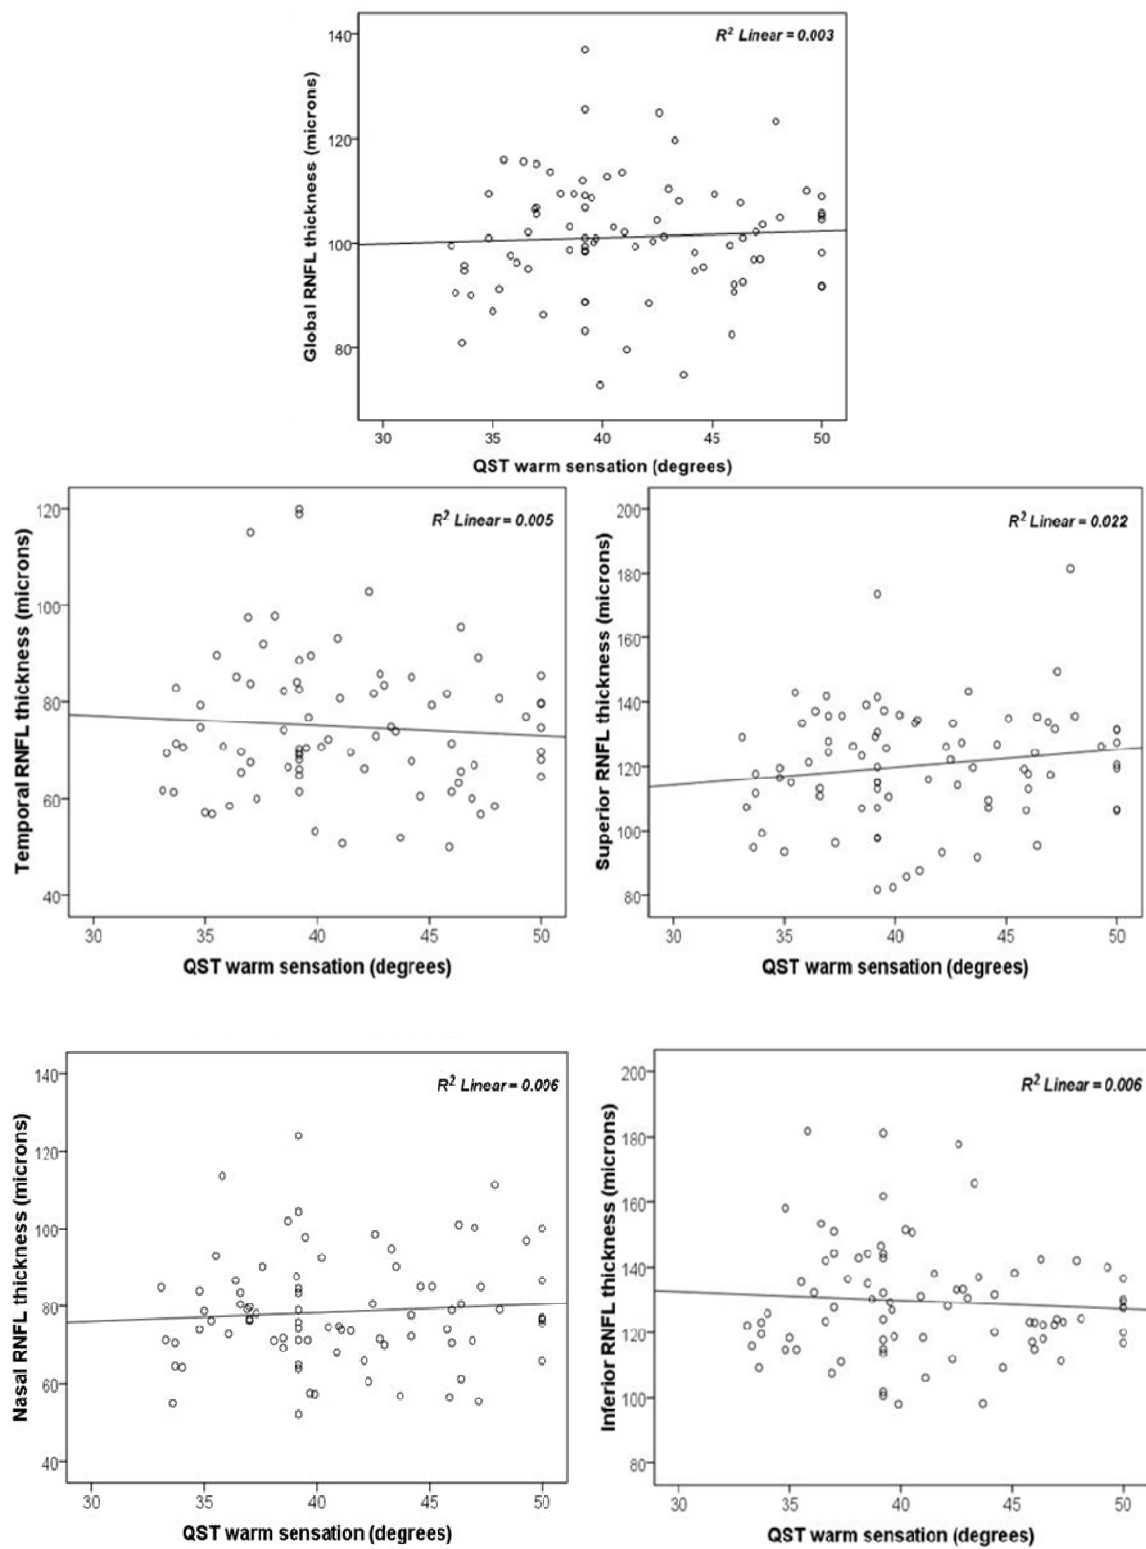 R² Linear = 0.003
140
120
100
80
Global RNFL thickness (microns)
30 35 40 45 50
QST warm sensation (degrees)
R² Linear = 0.005
120
100
80
60
40
Temporal RNFL thickness (microns)
30 35 40 45 50
QST warm sensation (degrees)
R² Linear = 0.022
200
180
160
140
120
100
80
Superior RNFL thickness (microns)
30 35 40 45 50
QST warm sensation (degrees)
R² Linear = 0.006
140
120
100
80
60
40
Nasal RNFL thickness (microns)
30 35 40 45 50
QST warm sensation (degrees)
R² Linear = 0.006
200
180
160
140
120
100
80
Inferior RNFL thickness (microns)
30 35 40 45 50
QST warm sensation (degrees)